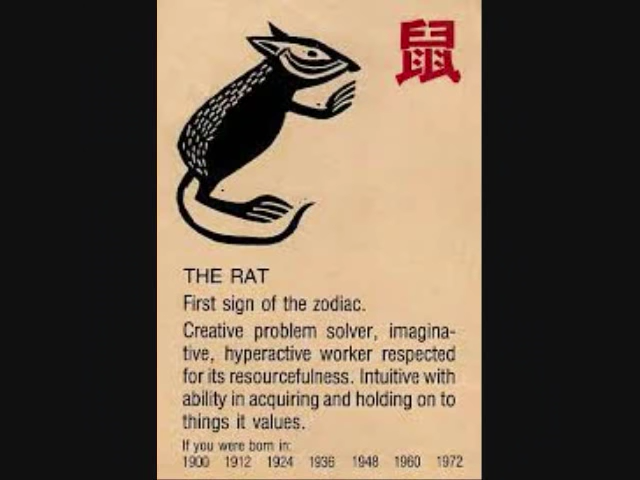 鼠
THE RAT
First sign of the zodiac.
Creative problem solver, imagina-
tive, hyperactive worker respected
for its resourcefulness. Intuitive with
ability in acquiring and holding on to
things it values.
If you were born in:
1900 1912 1924 1936 1948 1960 1972